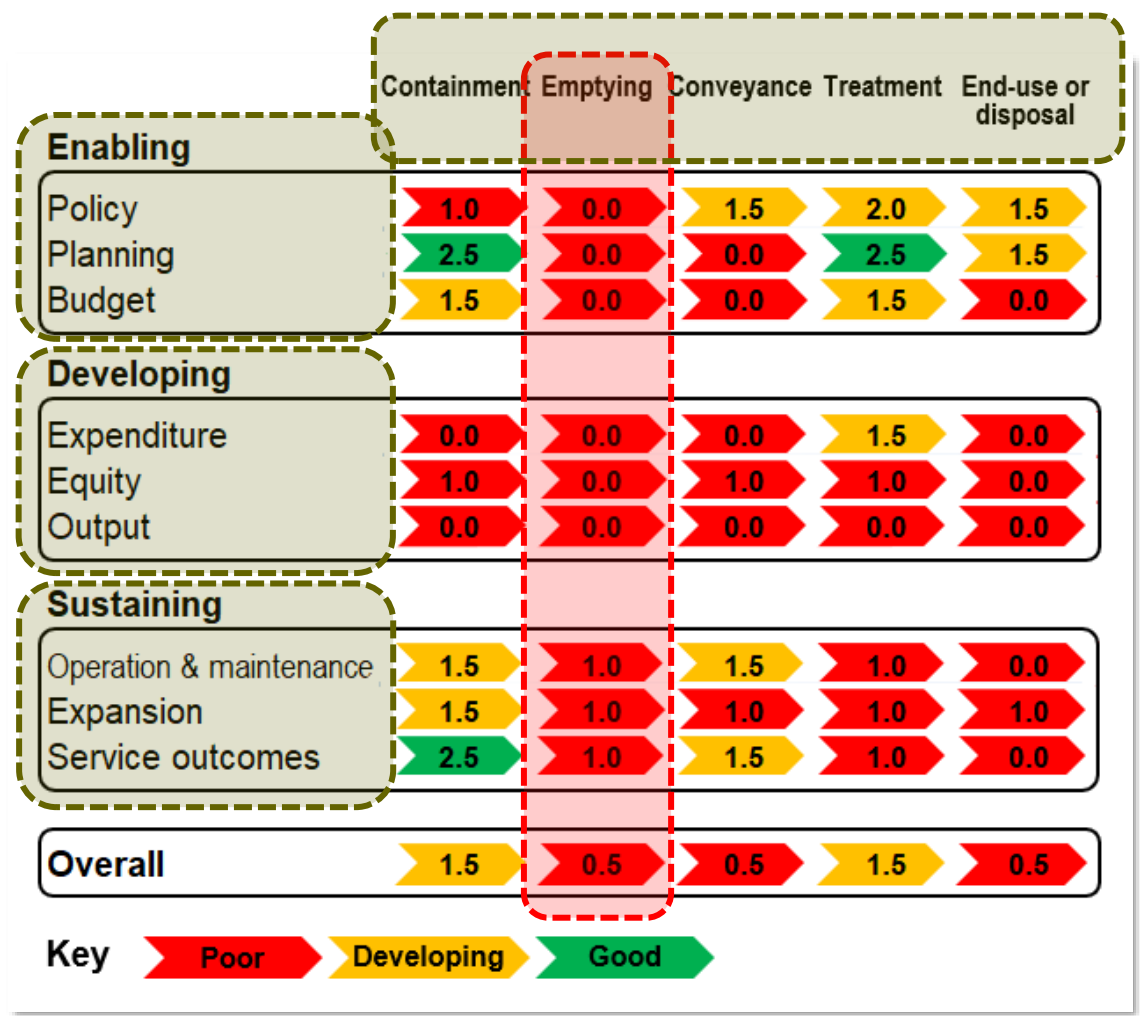 Containment Emptying Conveyance Treatment End-use or
disposal
Enabling
Policy 1.0 0.0 1.5 2.0 1.5
Planning 2.5 0.0 0.0 2.5 1.5
Budget 1.5 0.0 0.0 1.5 0.0
Developing
Expenditure 0.0 0.0 0.0 1.5 0.0
Equity 1.0 0.0 1.0 1.0 0.0
Output 0.0 0.0 0.0 0.0 0.0
Sustaining
Operation & maintenance 1.5 1.0 1.5 1.0 0.0
Expansion 1.5 1.0 1.0 1.0 1.0
Service outcomes 2.5 1.0 1.5 1.0 0.0
Overall 1.5 0.5 0.5 1.5 0.5
Key Poor Developing Good